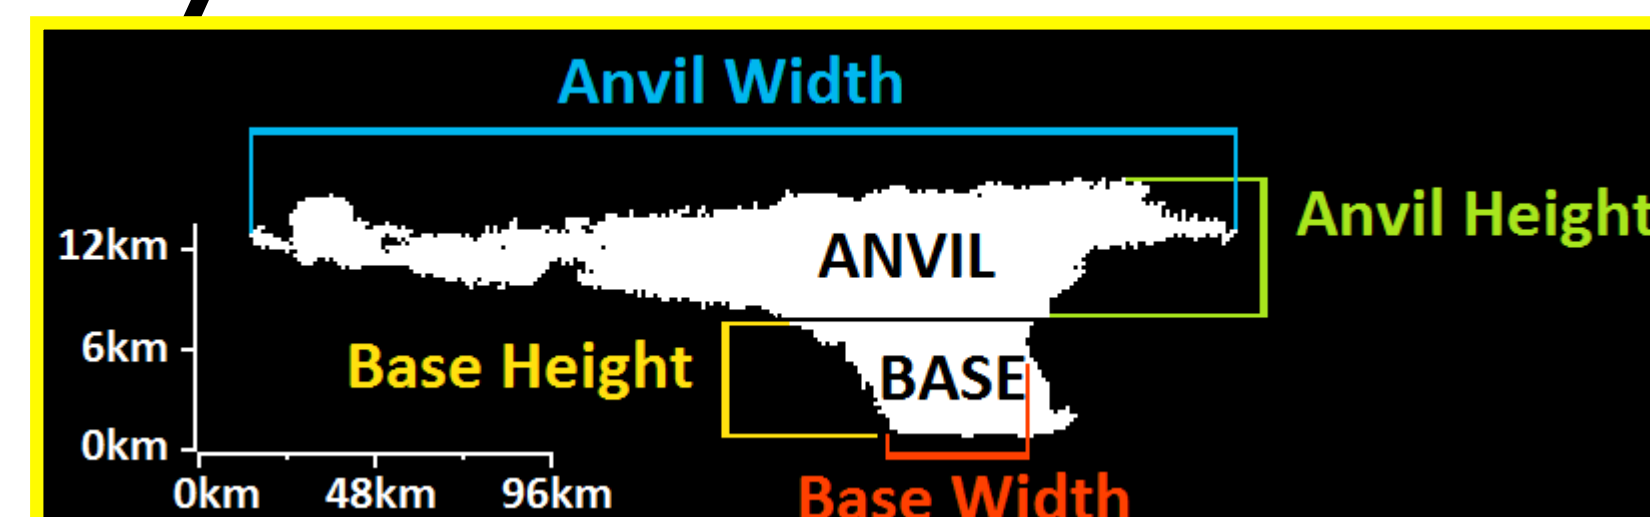 Anvil Width
Anvil Height
12km
ANVIL
6km
Base Height
BASE
0km
0km 48km 96km
Base Width